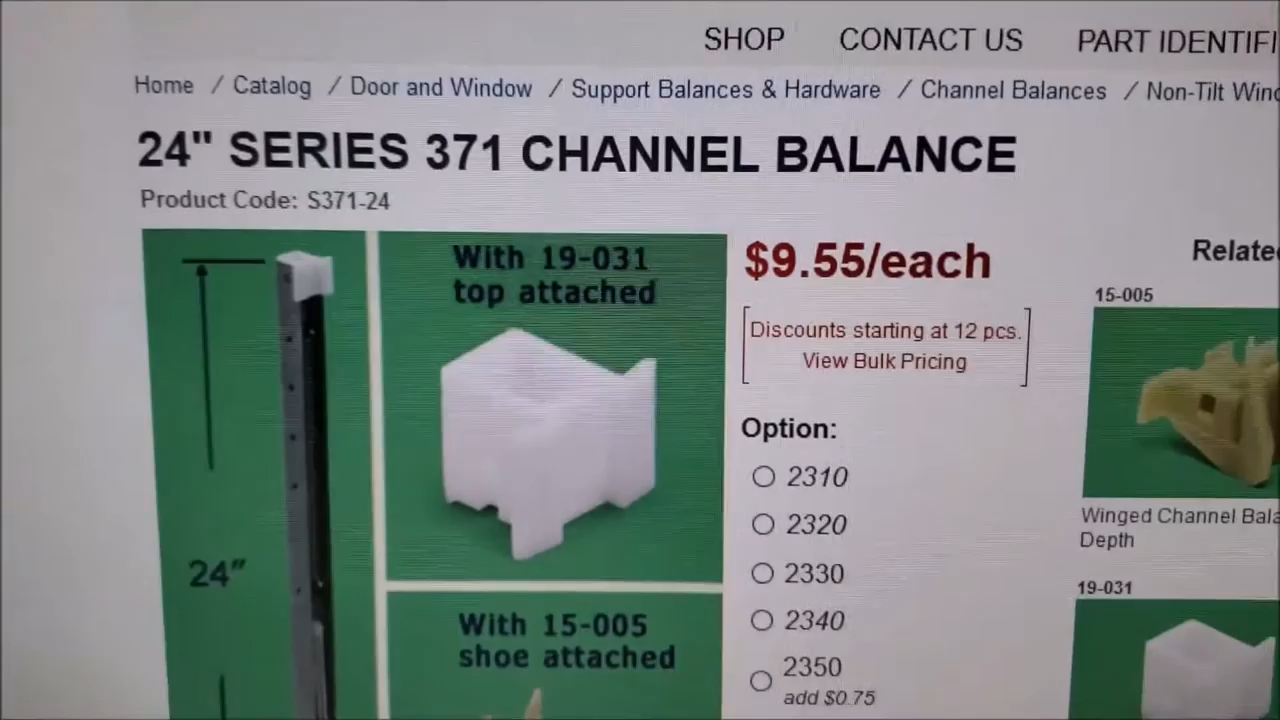 SHOP CONTACT US PART IDENTIFI
Home / Catalog / Door and Window / Support Balances & Hardware / Channel Balances / Non-Tilt Wind
24" SERIES 371 CHANNEL BALANCE
Product Code: S371-24
With 19-031
top attached
24"
With 15-005
shoe attached
$9.55/each
Discounts starting at 12 pcs.
View Bulk Pricing
Option:
2310
2320
2330
2340
2350
add $0.75
Relate
15-005
Winged Channel Bala
Depth
19-031